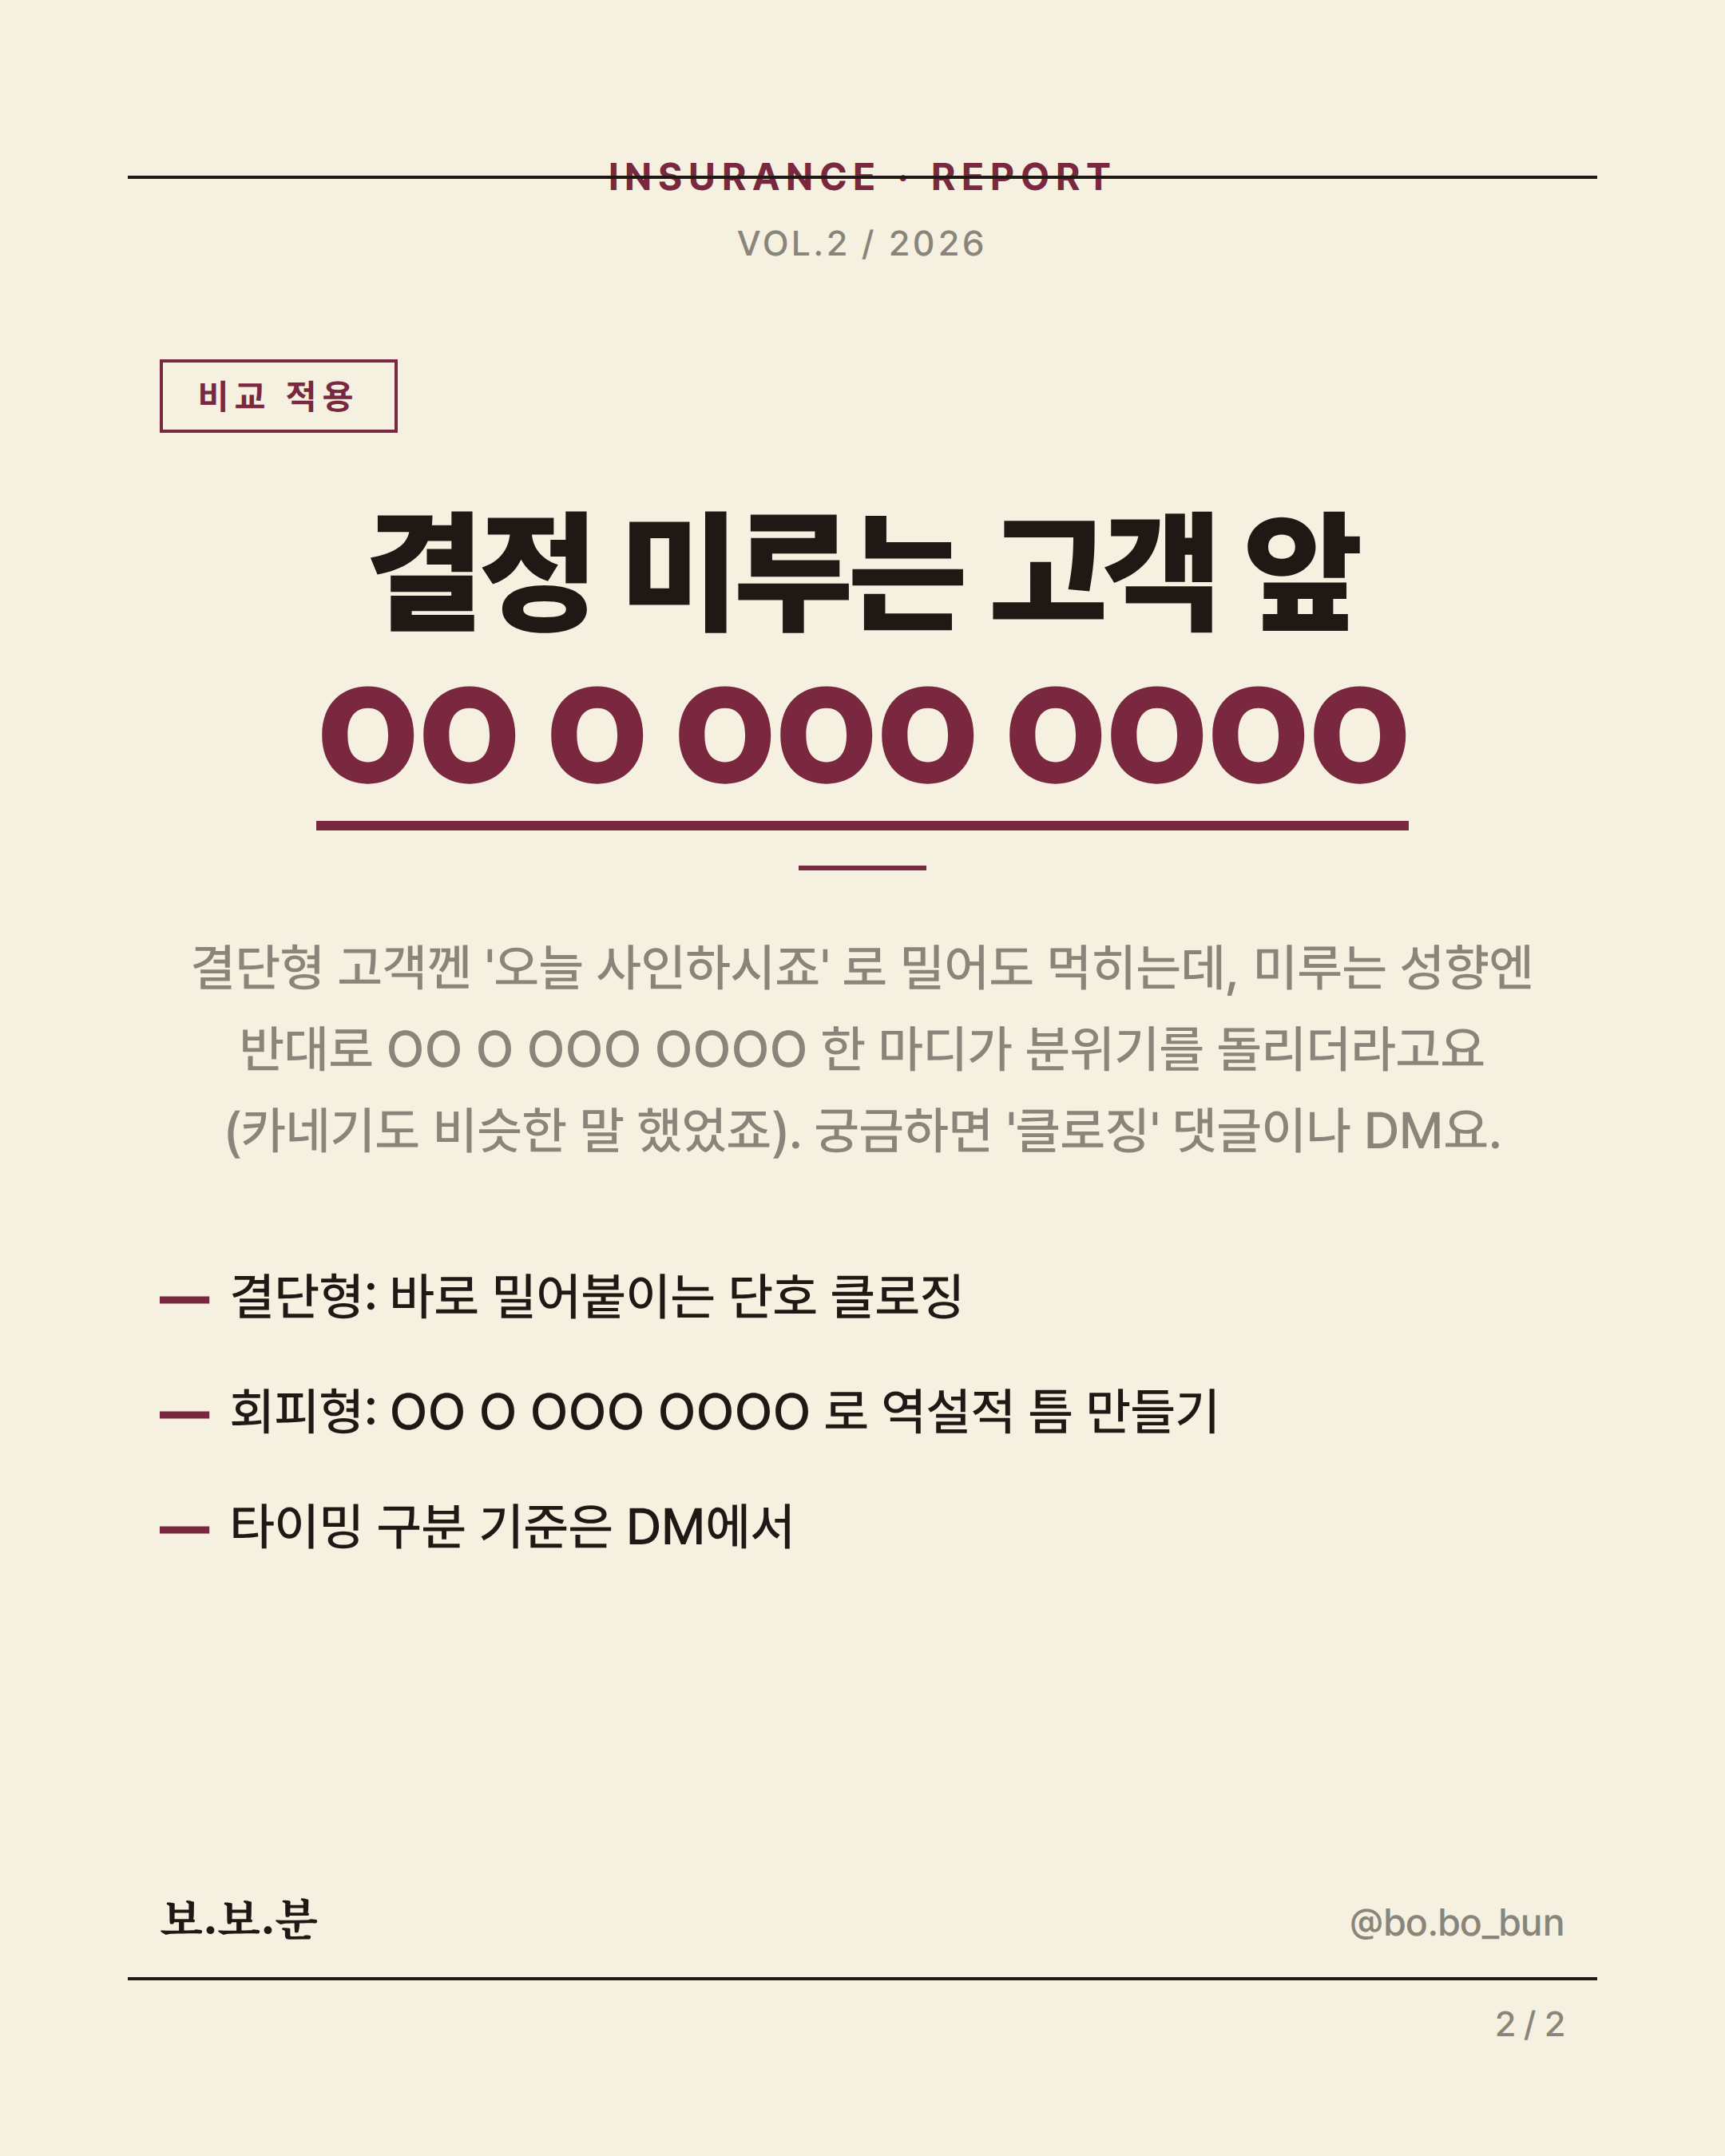 INSURANCE · REPORT
VOL.2 / 2026
비교 적용
결정 미루는 고객 앞
OO O OOO OOOO
결단형 고객껜 '오늘 사인하시죠' 로 밀어도 먹히는데, 미루는 성향엔
반대로 OO O OOO OOOO 한 마디가 분위기를 돌리더라고요
(카네기도 비슷한 말 했었죠). 궁금하면 '클로징' 댓글이나 DM요.
결단형: 바로 밀어붙이는 단호 클로징
회피형: OO O OOO OOOO 로 역설적 틈 만들기
타이밍 구분 기준은 DM에서
보.보.분
@bo.bo_bun
2 / 2